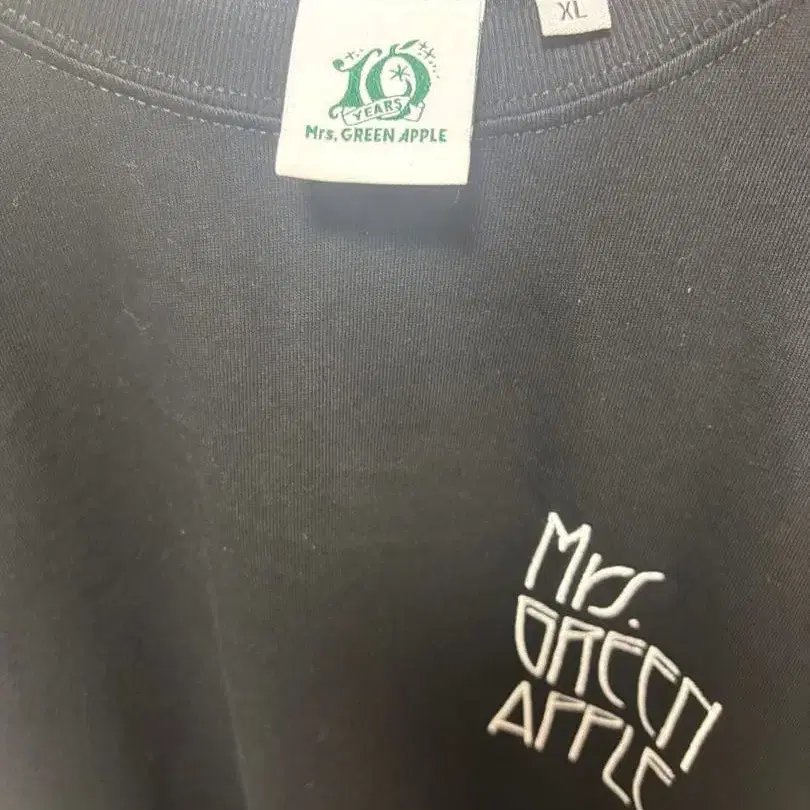 XL
10
YEARS
Mrs. GREEN APPLE
Mrs.
GREEN
APPLE